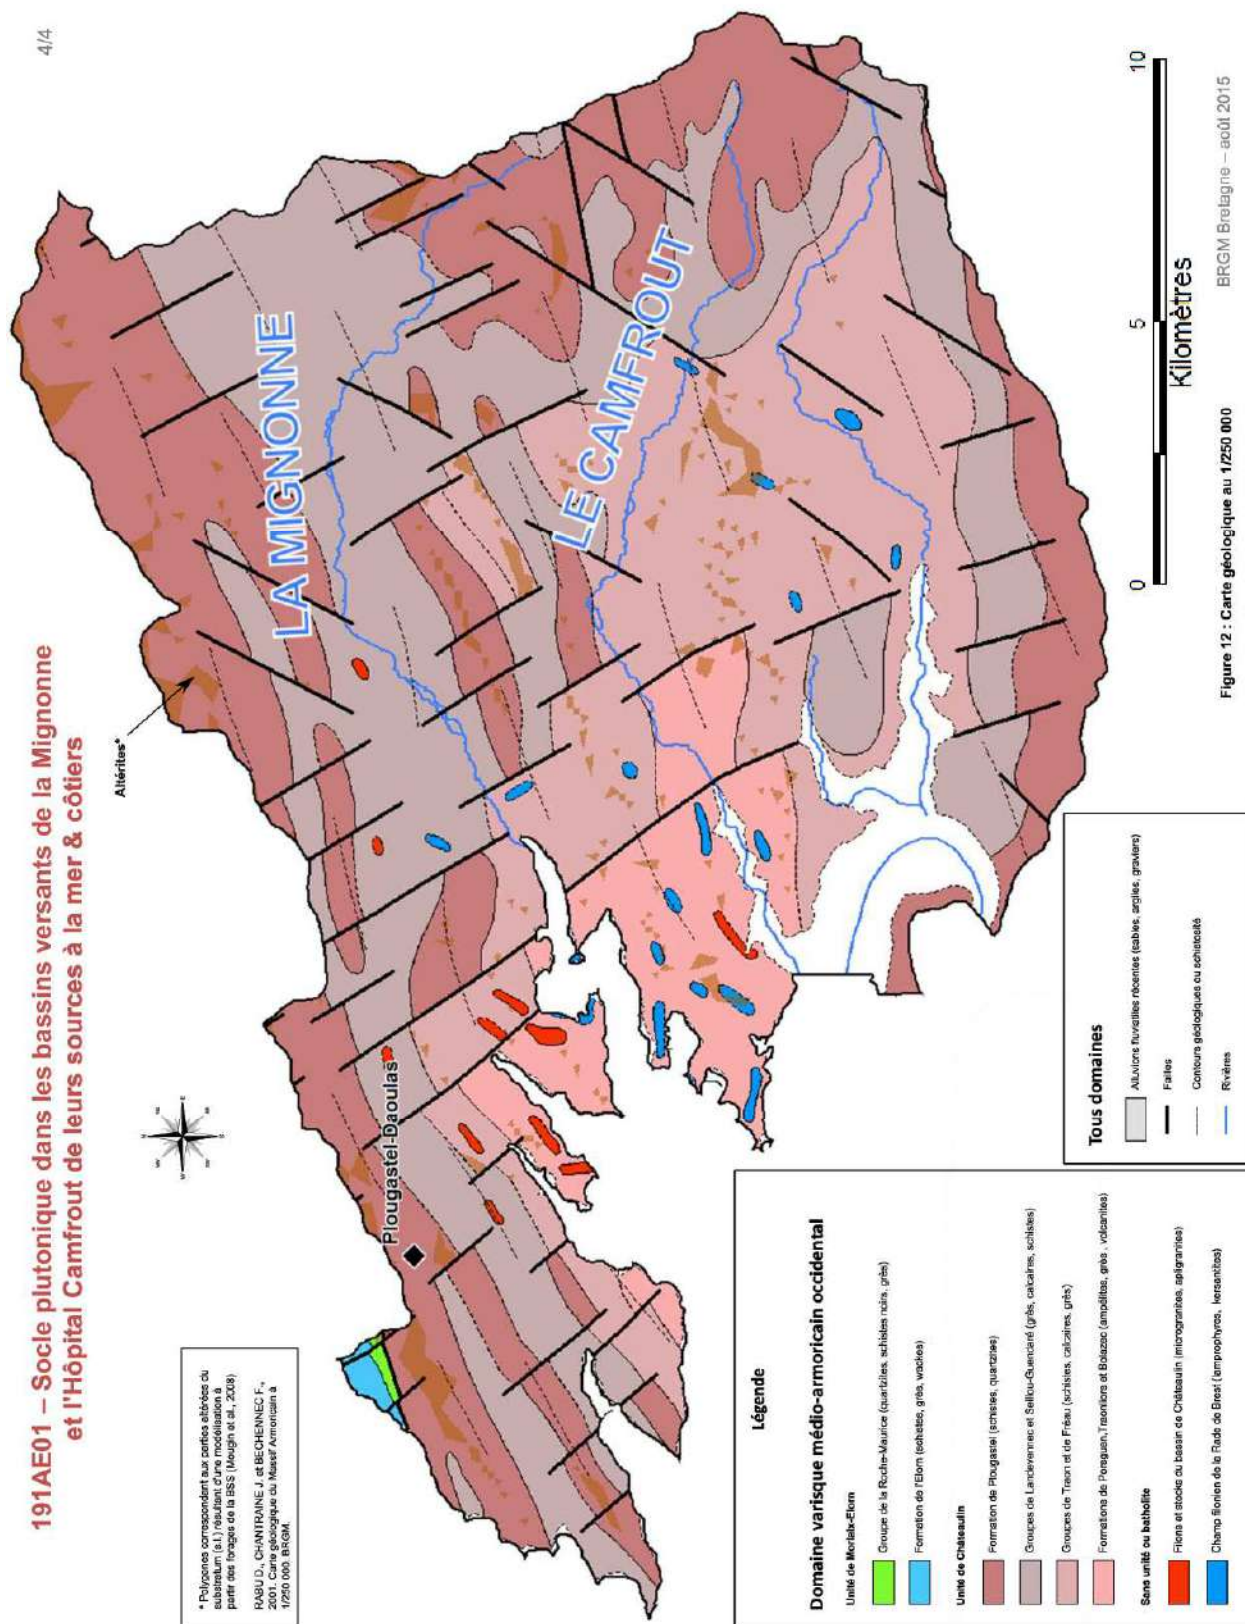 191AE01 – Socle plutonique dans les bassins versants de la Mignonne
et l'Hôpital Camfrout de leurs sources à la mer & côtiers
4/4
* Polygones correspondant aux parties altérées du
substratum (s.l.) résultant d'une modélisation à
partir des forages de la BSS (Mougin et al., 2008)
RABU D., CHANTRAINE J. et BECHENNEC F.,
2001. Carte géologique du Massif Armoricain à
1/250 000. BRGM.
Altérites*
N
E
S
W
Plougastel-Daoulas
LA MIGNONNE
LE CAMFROUT
Légende
Domaine varisque médio-armoricain occidental
Unité de Morlaix-Elorn
Groupe de la Roche-Maurice (quartzites, schistes noirs, grès)
Formation de l'Elorn (schistes, grès, wackes)
Unité de Châteaulin
Formation de Plougastel (schistes, quartzites)
Groupes de Landevennec et Seillou-Guendaré (grès, calcaires, schistes)
Groupes de Traon et de Fréau (schistes, calcaires, grès)
Formations de Porsguen, Traonliors et Bolazec (ampélites, grès, volcanites)
Sans unité ou batholite
Filons et stocks du bassin de Châteaulin (microgranites, apligranites)
Champ filonien de la Rade de Brest (lamprophyres, kersantites)
Tous domaines
Alluvions fluviatiles récentes (sables, argiles, graviers)
Failles
Contours géologiques ou schistosité
Rivières
0
5
10
Kilomètres
Figure 12 : Carte géologique au 1/250 000
BRGM Bretagne – août 2015